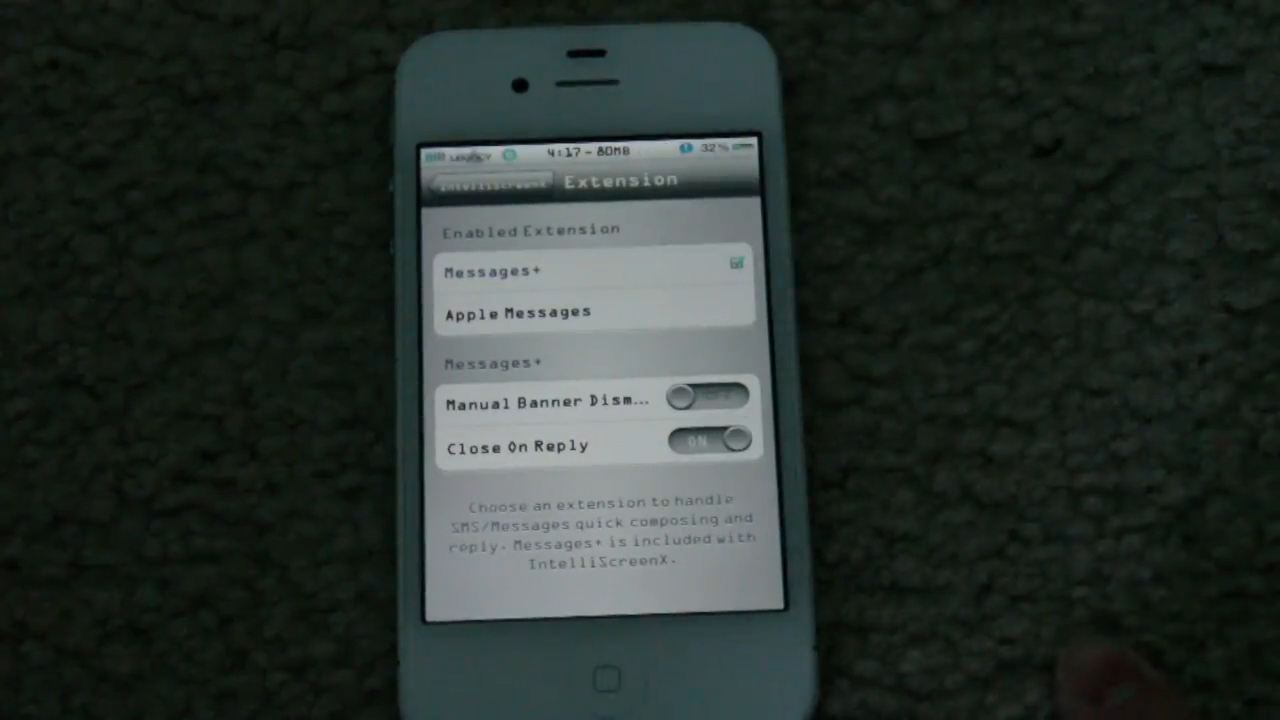 LEGACY 4:17 - 80MB 32%
IntelliScreenX Extension
Enabled Extension
Messages+
Apple Messages
Messages+
Manual Banner Dism...
Close On Reply ON
Choose an extension to handle
SMS/Messages quick composing and
reply. Messages+ is included with
IntelliScreenX.